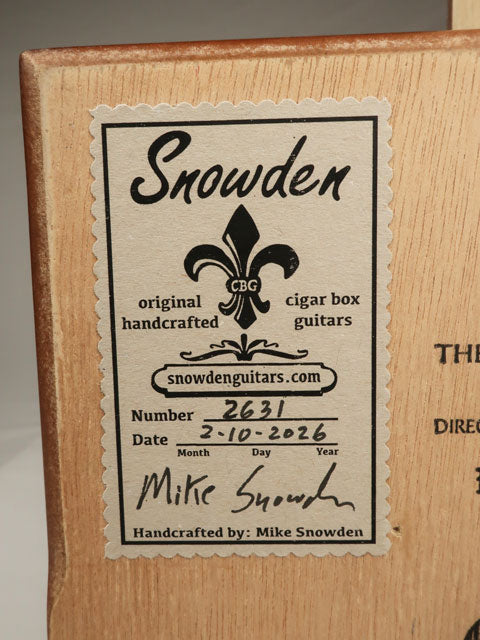 Snowden
CBG
original cigar box
handcrafted guitars
snowdenguitars.com
Number 2631
Date 2-10-2026
Month Day Year
Mike Snowden
Handcrafted by: Mike Snowden
THE